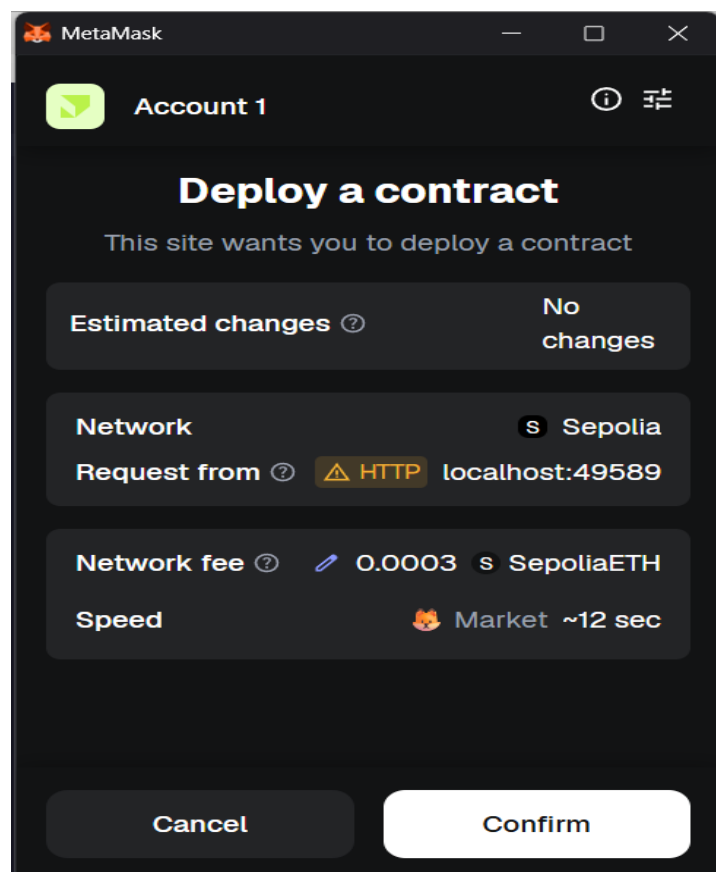 MetaMask
Account 1
Deploy a contract
This site wants you to deploy a contract
Estimated changes No changes
Network S Sepolia
Request from HTTP localhost:49589
Network fee 0.0003 S SepoliaETH
Speed Market ~12 sec
Cancel Confirm